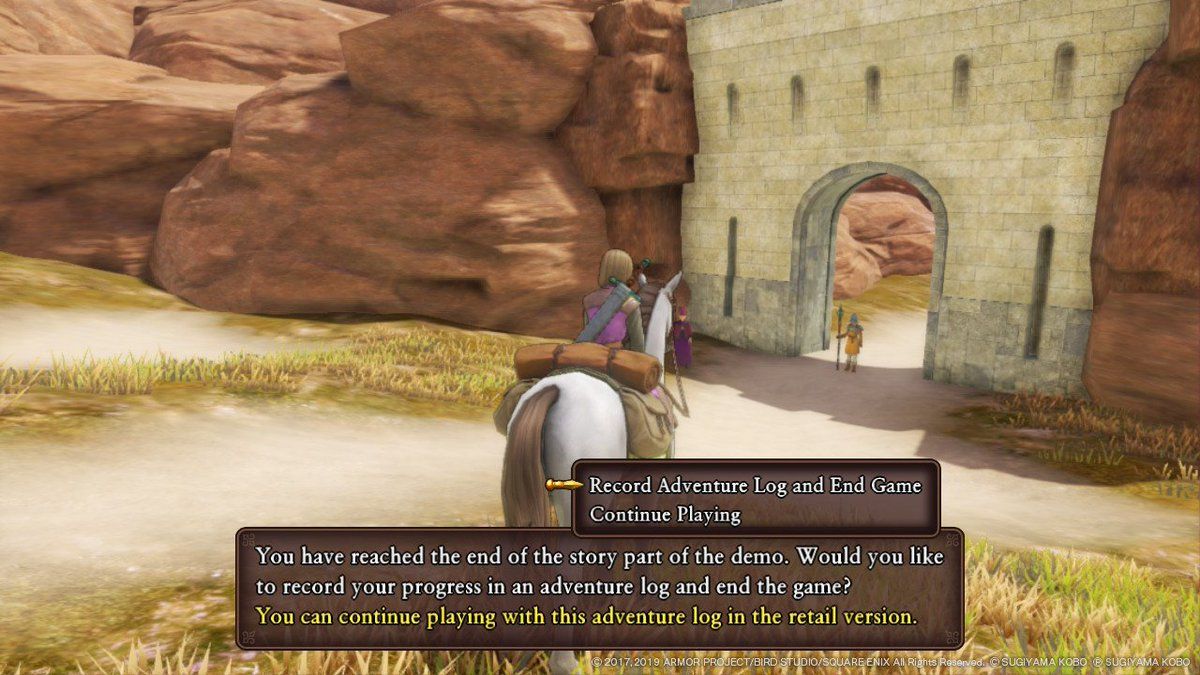 Record Adventure Log and End Game
Continue Playing
You have reached the end of the story part of the demo. Would you like
to record your progress in an adventure log and end the game?
You can continue playing with this adventure log in the retail version.
© 2017, 2019 ARMOR PROJECT/BIRD STUDIO/SQUARE ENIX All Rights Reserved. © SUGIYAMA KOBO ℗ SUGIYAMA KOBO